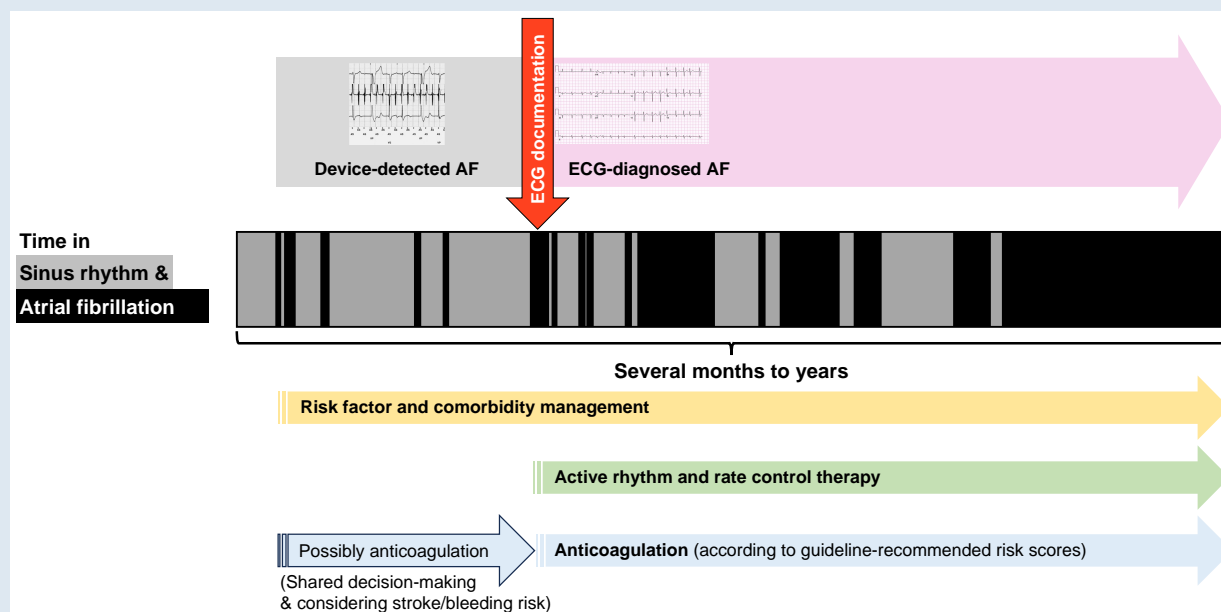 ECG documentation
Device-detected AF
ECG-diagnosed AF
Time in
Sinus rhythm &
Atrial fibrillation
Several months to years
Risk factor and comorbidity management
Active rhythm and rate control therapy
Possibly anticoagulation
(Shared decision-making
& considering stroke/bleeding risk)
Anticoagulation (according to guideline-recommended risk scores)